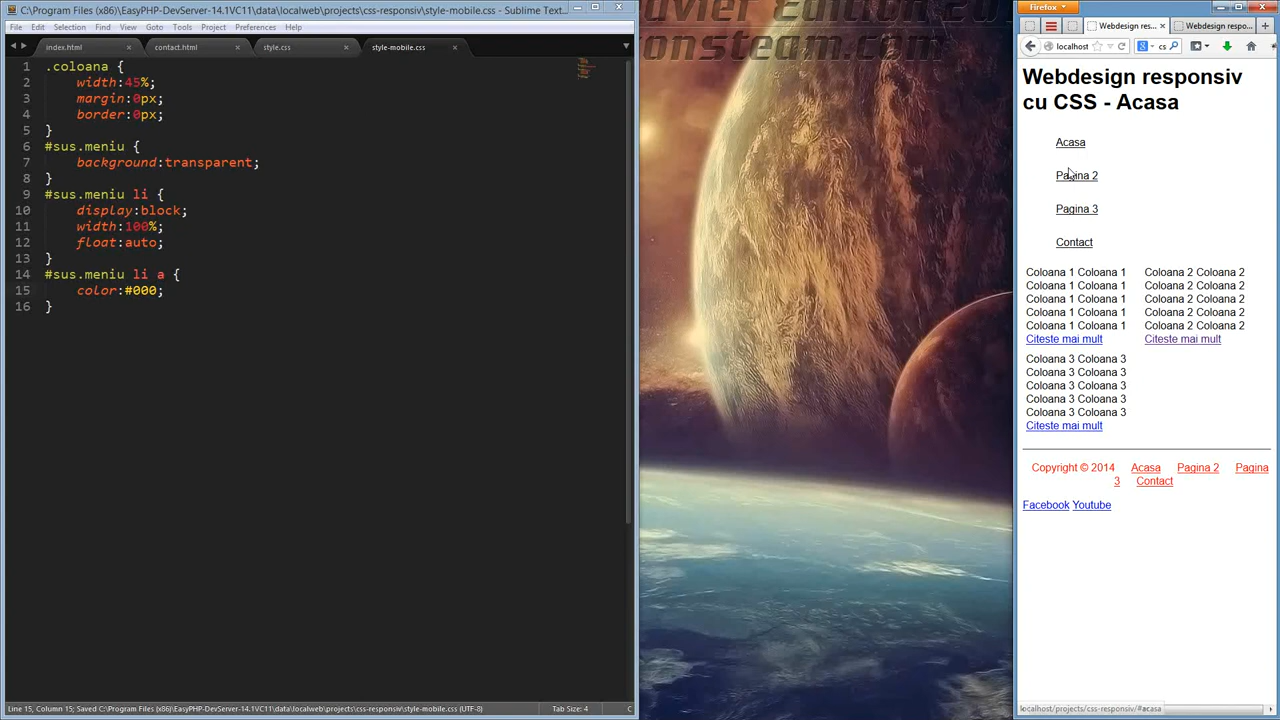 C:\Program Files (x86)\EasyPHP-DevServer-14.1VC11\data\localweb\projects\css-responsiv\style-mobile.css - Sublime Text...
File Edit Selection Find View Goto Tools Project Preferences Help
index.html contact.html style.css style-mobile.css
1 .coloana {
2 width:45%;
3 margin:0px;
4 border:0px;
5 }
6 #sus.meniu {
7 background:transparent;
8 }
9 #sus.meniu li {
10 display:block;
11 width:100%;
12 float:auto;
13 }
14 #sus.meniu li a {
15 color:#000;
16 }
Line 15, Column 15; Saved C:\Program Files (x86)\EasyPHP-DevServer-14.1VC11\data\localweb\projects\css-responsiv\style-mobile.css (UTF-8) Tab Size: 4 C
onsteam.com
Firefox
Webdesign res... Webdesign respo...
localhost cs
Webdesign responsiv
cu CSS - Acasa
Acasa
Pagina 2
Pagina 3
Contact
Coloana 1 Coloana 1 Coloana 2 Coloana 2
Coloana 1 Coloana 1 Coloana 2 Coloana 2
Coloana 1 Coloana 1 Coloana 2 Coloana 2
Coloana 1 Coloana 1 Coloana 2 Coloana 2
Coloana 1 Coloana 1 Coloana 2 Coloana 2
Citeste mai mult Citeste mai mult
Coloana 3 Coloana 3
Coloana 3 Coloana 3
Coloana 3 Coloana 3
Coloana 3 Coloana 3
Coloana 3 Coloana 3
Citeste mai mult
Copyright © 2014 Acasa Pagina 2 Pagina
3 Contact
Facebook Youtube
localhost/projects/css-responsiv/#acasa